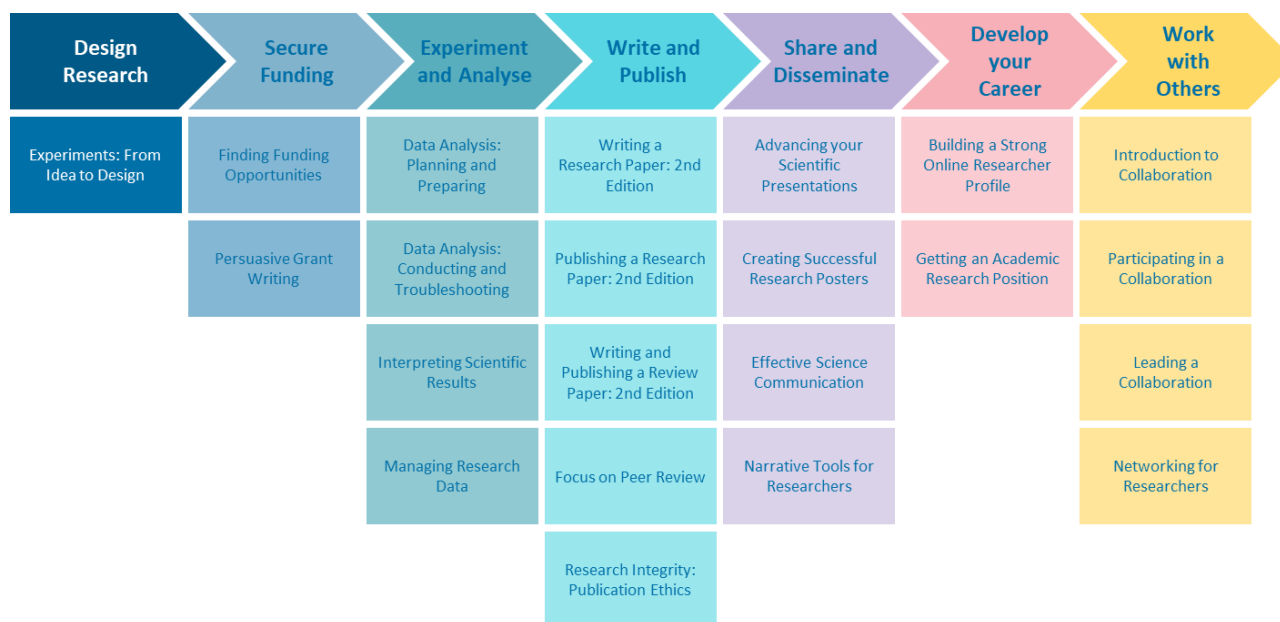 Design
Research
Secure
Funding
Experiment
and Analyse
Write and
Publish
Share and
Disseminate
Develop
your
Career
Work
with
Others
Experiments: From
Idea to Design
Finding Funding
Opportunities
Data Analysis:
Planning and
Preparing
Writing a
Research Paper: 2nd
Edition
Advancing your
Scientific
Presentations
Building a Strong
Online Researcher
Profile
Introduction to
Collaboration
Persuasive Grant
Writing
Data Analysis:
Conducting and
Troubleshooting
Publishing a Research
Paper: 2nd Edition
Creating Successful
Research Posters
Getting an Academic
Research Position
Participating in a
Collaboration
Interpreting Scientific
Results
Writing and
Publishing a Review
Paper: 2nd Edition
Effective Science
Communication
Leading a
Collaboration
Managing Research
Data
Focus on Peer Review
Narrative Tools for
Researchers
Networking for
Researchers
Research Integrity:
Publication Ethics